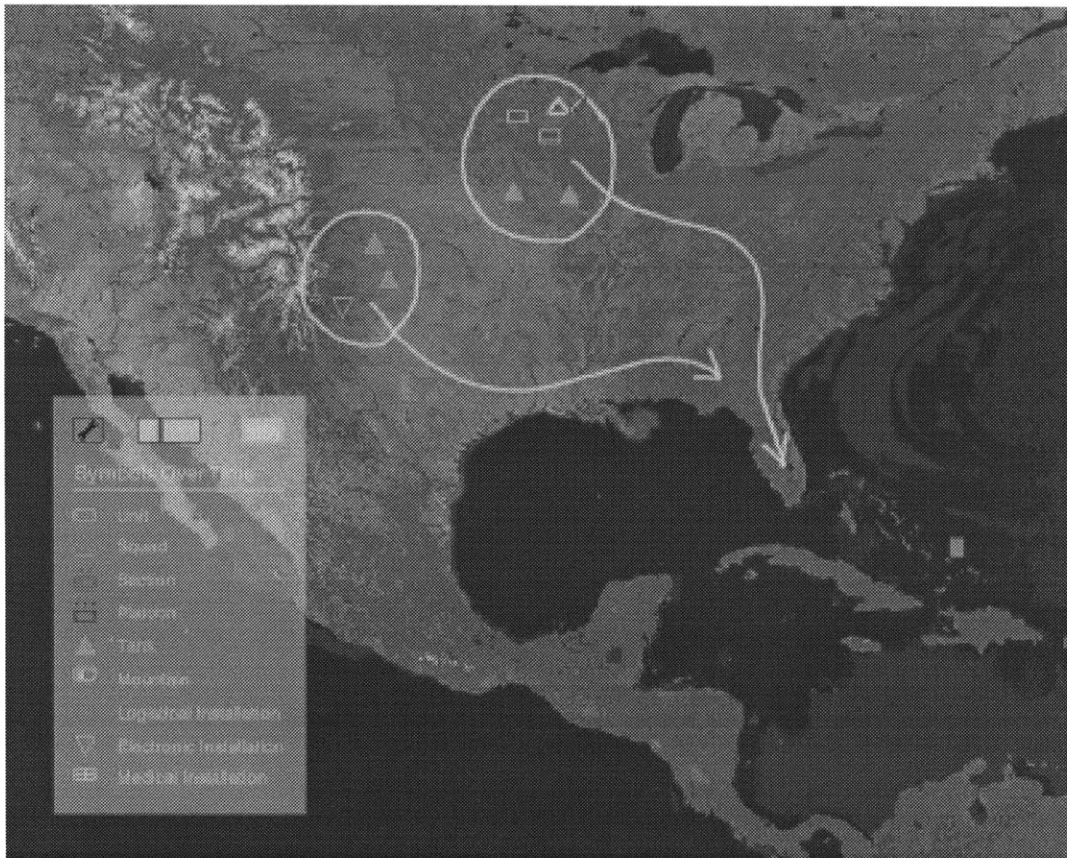 Symbols Over Time
Unit
Squad
Section
Platoon
Tank
Mountain
Logistical Installation
Electronic Installation
Medical Installation